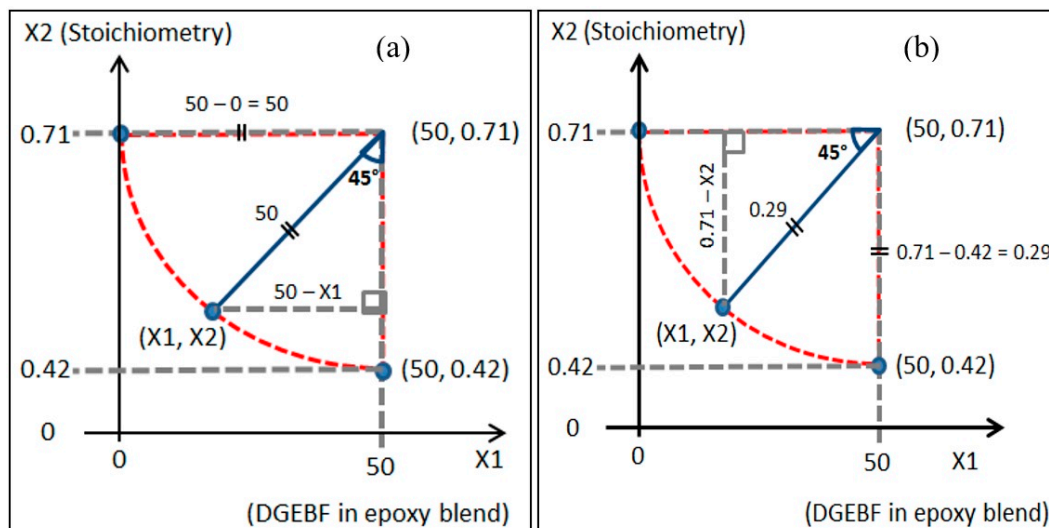 X2 (Stoichiometry)
(a)
50 – 0 = 50
0.71
(50, 0.71)
45°
50
50 – X1
(X1, X2)
0.42
(50, 0.42)
0
0
50
X1
(DGEBF in epoxy blend)
X2 (Stoichiometry)
(b)
0.71
(50, 0.71)
45°
0.71 – X2
0.29
0.71 – 0.42 = 0.29
(X1, X2)
0.42
(50, 0.42)
0
0
50
X1
(DGEBF in epoxy blend)